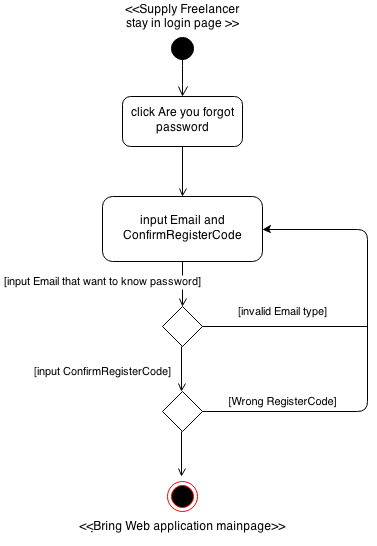 <<Supply Freelancer
stay in login page >>
click Are you forgot
password
input Email and
ConfirmRegisterCode
[input Email that want to know password]
[invalid Email type]
[input ConfirmRegisterCode]
[Wrong RegisterCode]
<<Bring Web application mainpage>>